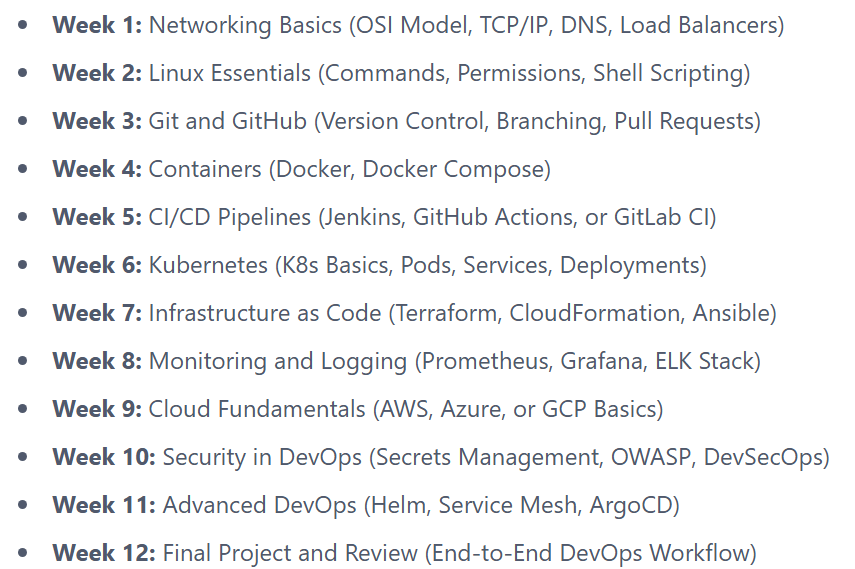 Week 1: Networking Basics (OSI Model, TCP/IP, DNS, Load Balancers)
Week 2: Linux Essentials (Commands, Permissions, Shell Scripting)
Week 3: Git and GitHub (Version Control, Branching, Pull Requests)
Week 4: Containers (Docker, Docker Compose)
Week 5: CI/CD Pipelines (Jenkins, GitHub Actions, or GitLab CI)
Week 6: Kubernetes (K8s Basics, Pods, Services, Deployments)
Week 7: Infrastructure as Code (Terraform, CloudFormation, Ansible)
Week 8: Monitoring and Logging (Prometheus, Grafana, ELK Stack)
Week 9: Cloud Fundamentals (AWS, Azure, or GCP Basics)
Week 10: Security in DevOps (Secrets Management, OWASP, DevSecOps)
Week 11: Advanced DevOps (Helm, Service Mesh, ArgoCD)
Week 12: Final Project and Review (End-to-End DevOps Workflow)